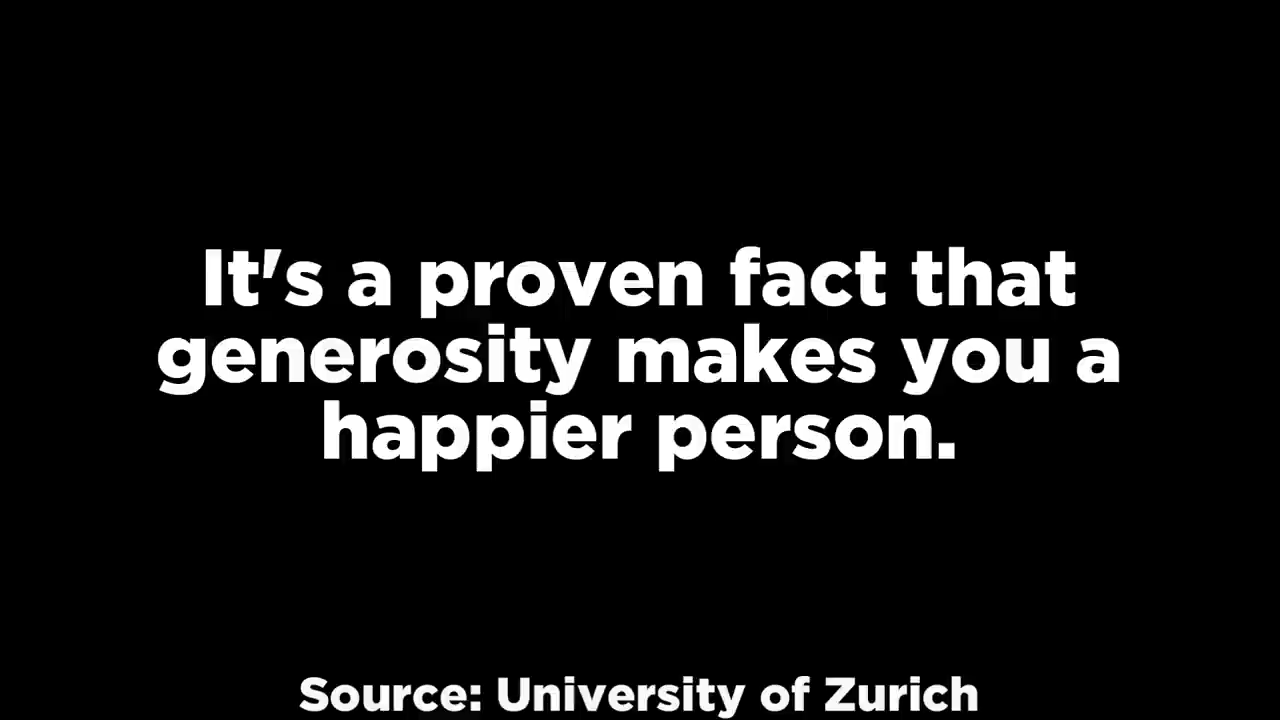 It's a proven fact that
generosity makes you a
happier person.
Source: University of Zurich